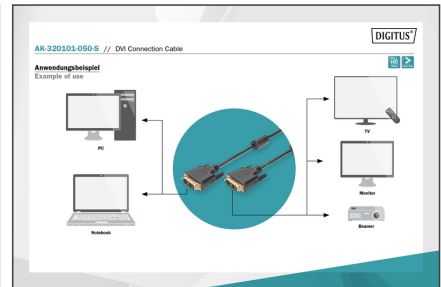 DIGITUS®
AK-320101-050-S // DVI Connection Cable
Anwendungsbeispiel
Example of use
PC
TV
Monitor
Notebook
Beamer